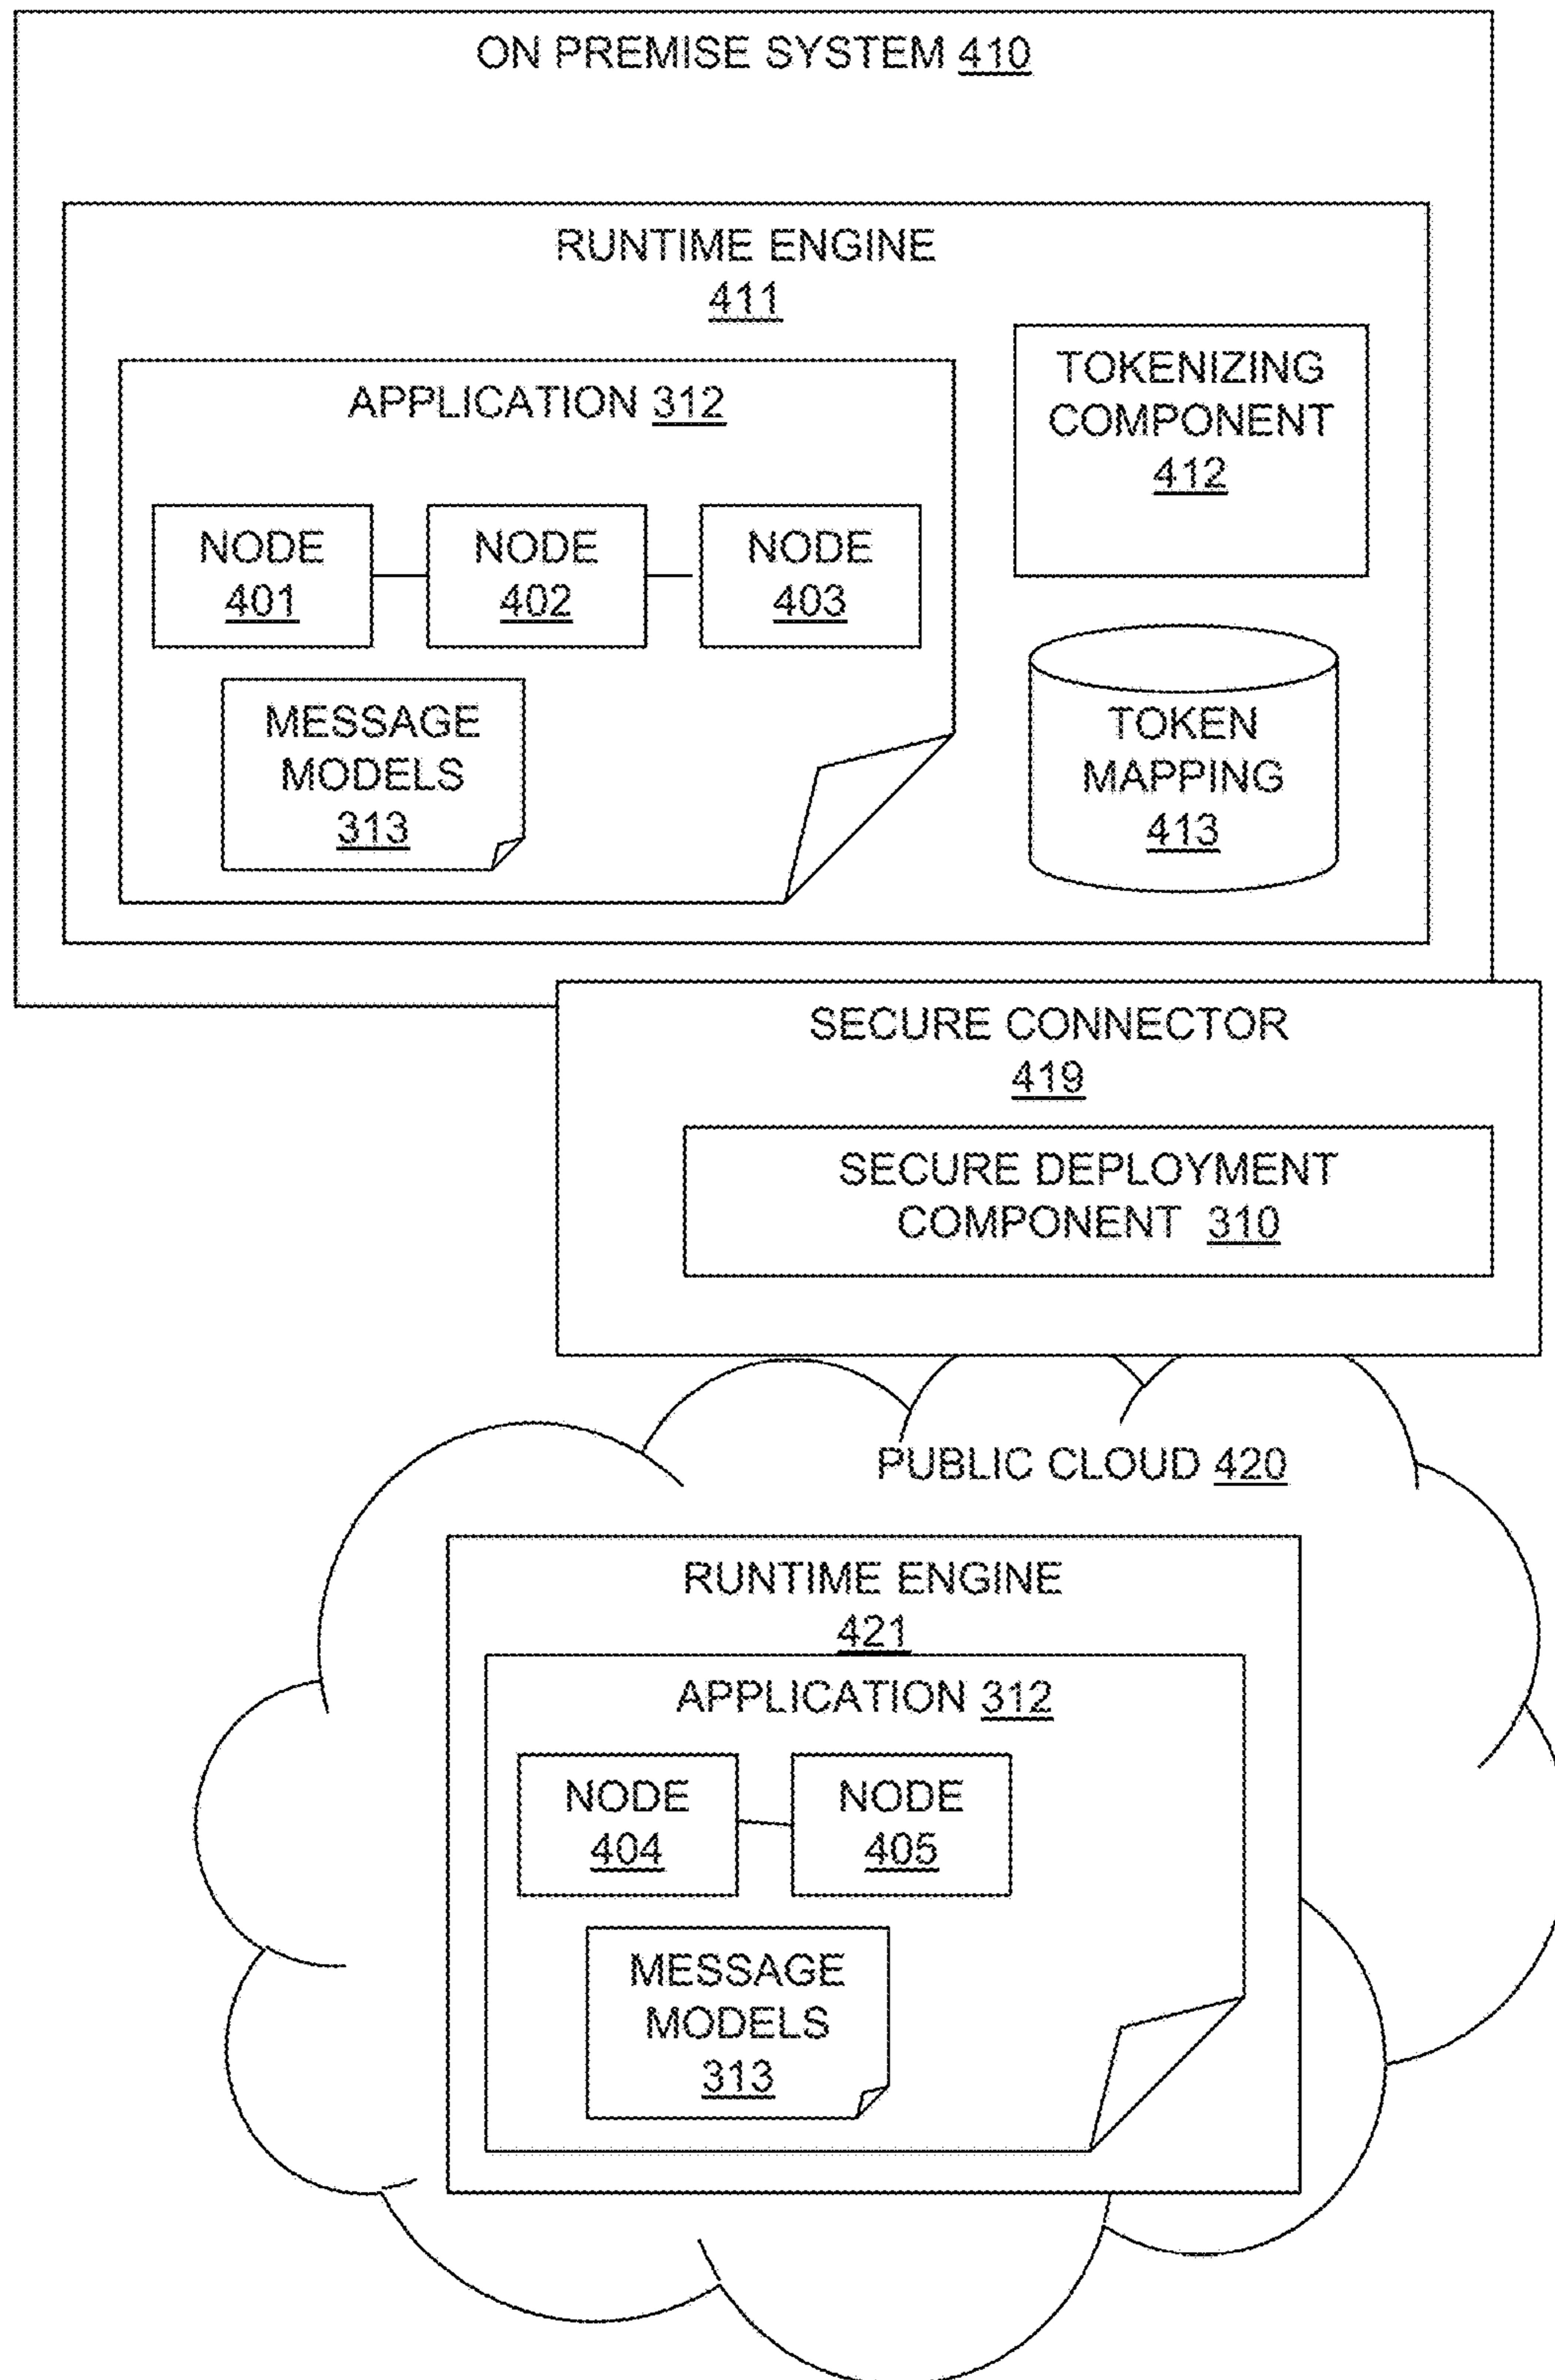 ON PREMISE SYSTEM 410
RUNTIME ENGINE
411
APPLICATION 312
TOKENIZING
COMPONENT
412
NODE
401
NODE
402
NODE
403
MESSAGE
MODELS
313
TOKEN
MAPPING
413
SECURE CONNECTOR
419
SECURE DEPLOYMENT
COMPONENT 310
PUBLIC CLOUD 420
RUNTIME ENGINE
421
APPLICATION 312
NODE
404
NODE
405
MESSAGE
MODELS
313